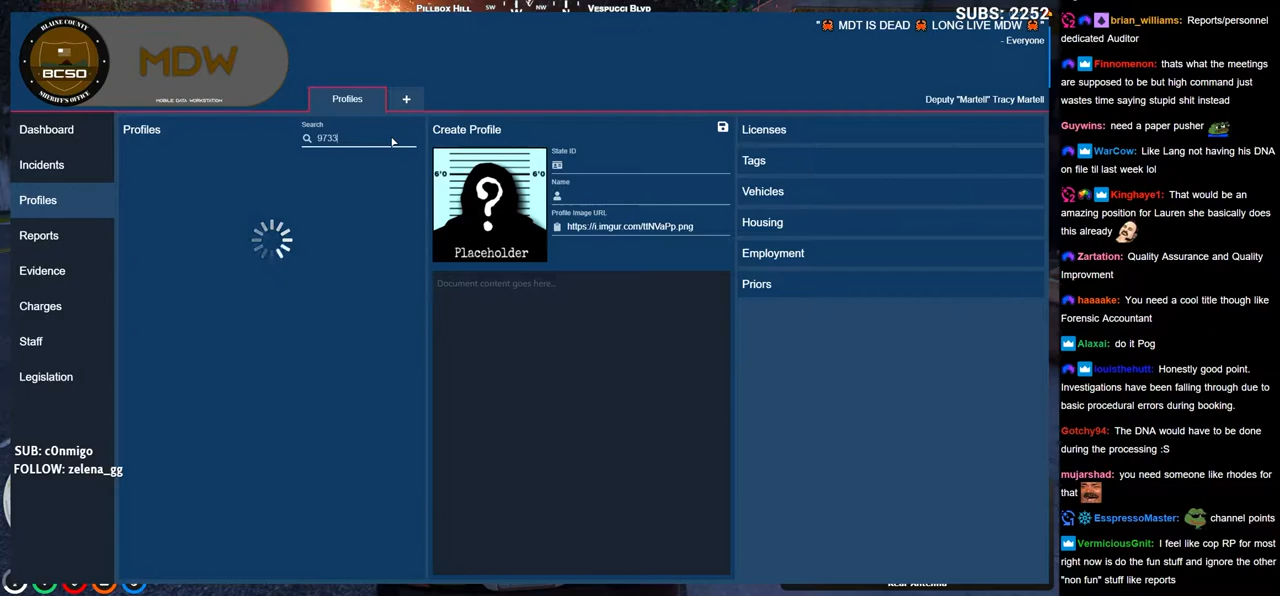 PILLBOX HILL SW NW VESPUCCI BLVD
SUBS: 2252
" 🦀 MDT IS DEAD 🦀 LONG LIVE MDW 🦀 "
- Everyone
BLAINE COUNTY
BCSO
SHERIFF'S OFFICE
MDW
MOBILE DATA WORKSTATION
Profiles
+
Deputy "Martell" Tracy Martell
Dashboard
Incidents
Profiles
Reports
Evidence
Charges
Staff
Legislation
SUB: c0nmigo
FOLLOW: zelena_gg
Profiles
Search
9733
Create Profile
6'0 6'0
?
Placeholder
State ID
Name
Profile Image URL
https://i.imgur.com/ttNVaPp.png
Document content goes here...
Licenses
Tags
Vehicles
Housing
Employment
Priors
Rear Antenna
brian_williams: Reports/personnel
dedicated Auditor
Finnomenon: thats what the meetings
are supposed to be but high command just
wastes time saying stupid shit instead
Guywins: need a paper pusher
WarCow: Like Lang not having his DNA
on file til last week lol
Kinghaye1: That would be an
amazing position for Lauren she basically does
this already
Zartation: Quality Assurance and Quality
Improvment
haaaake: You need a cool title though like
Forensic Accountant
Alaxai: do it Pog
louisthehutt: Honestly good point.
Investigations have been falling through due to
basic procedural errors during booking.
Gotchy94: The DNA would have to be done
during the processing :S
mujarshad: you need someone like rhodes for
that
EsspressoMaster: channel points
VermiciousGnit: I feel like cop RP for most
right now is do the fun stuff and ignore the other
"non fun" stuff like reports